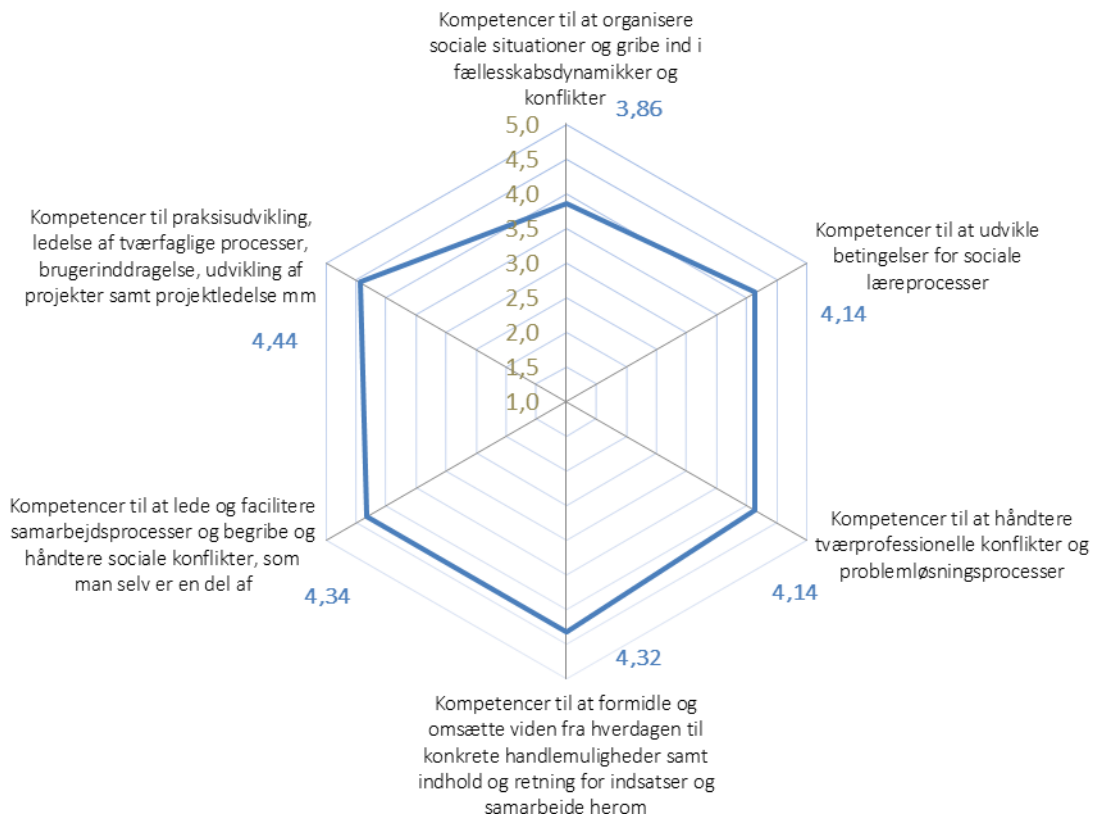 Kompetencer til at organisere
sociale situationer og gribe ind i
fællesskabsdynamikker og
konflikter
3,86
5,0
4,5
4,0
3,5
3,0
2,5
2,0
1,5
1,0
Kompetencer til at udvikle
betingelser for sociale
læreprocesser
4,14
Kompetencer til at håndtere
tværprofessionelle konflikter og
problemløsningsprocesser
4,14
4,32
Kompetencer til at formidle og
omsætte viden fra hverdagen til
konkrete handlemuligheder samt
indhold og retning for indsatser og
samarbejde herom
Kompetencer til at lede og facilitere
samarbejdsprocesser og begribe og
håndtere sociale konflikter, som
man selv er en del af
4,34
Kompetencer til praksisudvikling,
ledelse af tværfaglige processer,
brugerinddragelse, udvikling af
projekter samt projektledelse mm
4,44